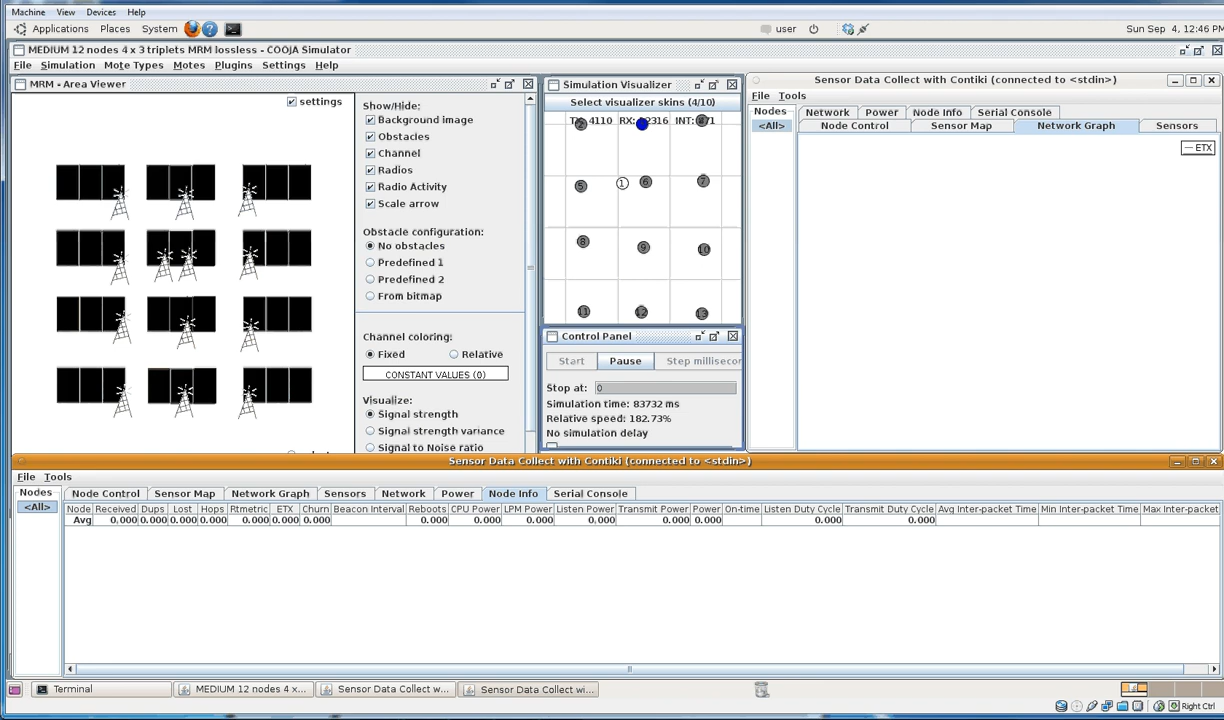 Machine View Devices Help
Applications Places System user Sun Sep 4, 12:46 PM
MEDIUM 12 nodes 4 x 3 triplets MRM lossless - COOJA Simulator
File Simulation Mote Types Motes Plugins Settings Help
MRM - Area Viewer
settings
Show/Hide:
Background image
Obstacles
Channel
Radios
Radio Activity
Scale arrow
Obstacle configuration:
No obstacles
Predefined 1
Predefined 2
From bitmap
Channel coloring:
Fixed Relative
CONSTANT VALUES (0)
Visualize:
Signal strength
Signal strength variance
Signal to Noise ratio
Simulation Visualizer
Select visualizer skins (4/10)
4110 RX: 2316 INT: 71
2
5 1 6 7
8 9 10
11 12 13
Control Panel
Start Pause Step millisecor
Stop at: 0
Simulation time: 83732 ms
Relative speed: 182.73%
No simulation delay
Sensor Data Collect with Contiki (connected to <stdin>)
File Tools
Nodes Network Power Node Info Serial Console
<All> Node Control Sensor Map Network Graph Sensors
ETX
Sensor Data Collect with Contiki (connected to <stdin>)
File Tools
Nodes Node Control Sensor Map Network Graph Sensors Network Power Node Info Serial Console
<All> Node Received Dups Lost Hops Rtmetric ETX Churn Beacon Interval Reboots CPU Power LPM Power Listen Power Transmit Power Power On-time Listen Duty Cycle Transmit Duty Cycle Avg Inter-packet Time Min Inter-packet Time Max Inter-packet
Avg 0.000 0.000 0.000 0.000 0.000 0.000 0.000 0.000 0.000 0.000 0.000 0.000 0.000 0.000 0.000
Terminal MEDIUM 12 nodes 4 x... Sensor Data Collect w... Sensor Data Collect wi...
Right Ctrl